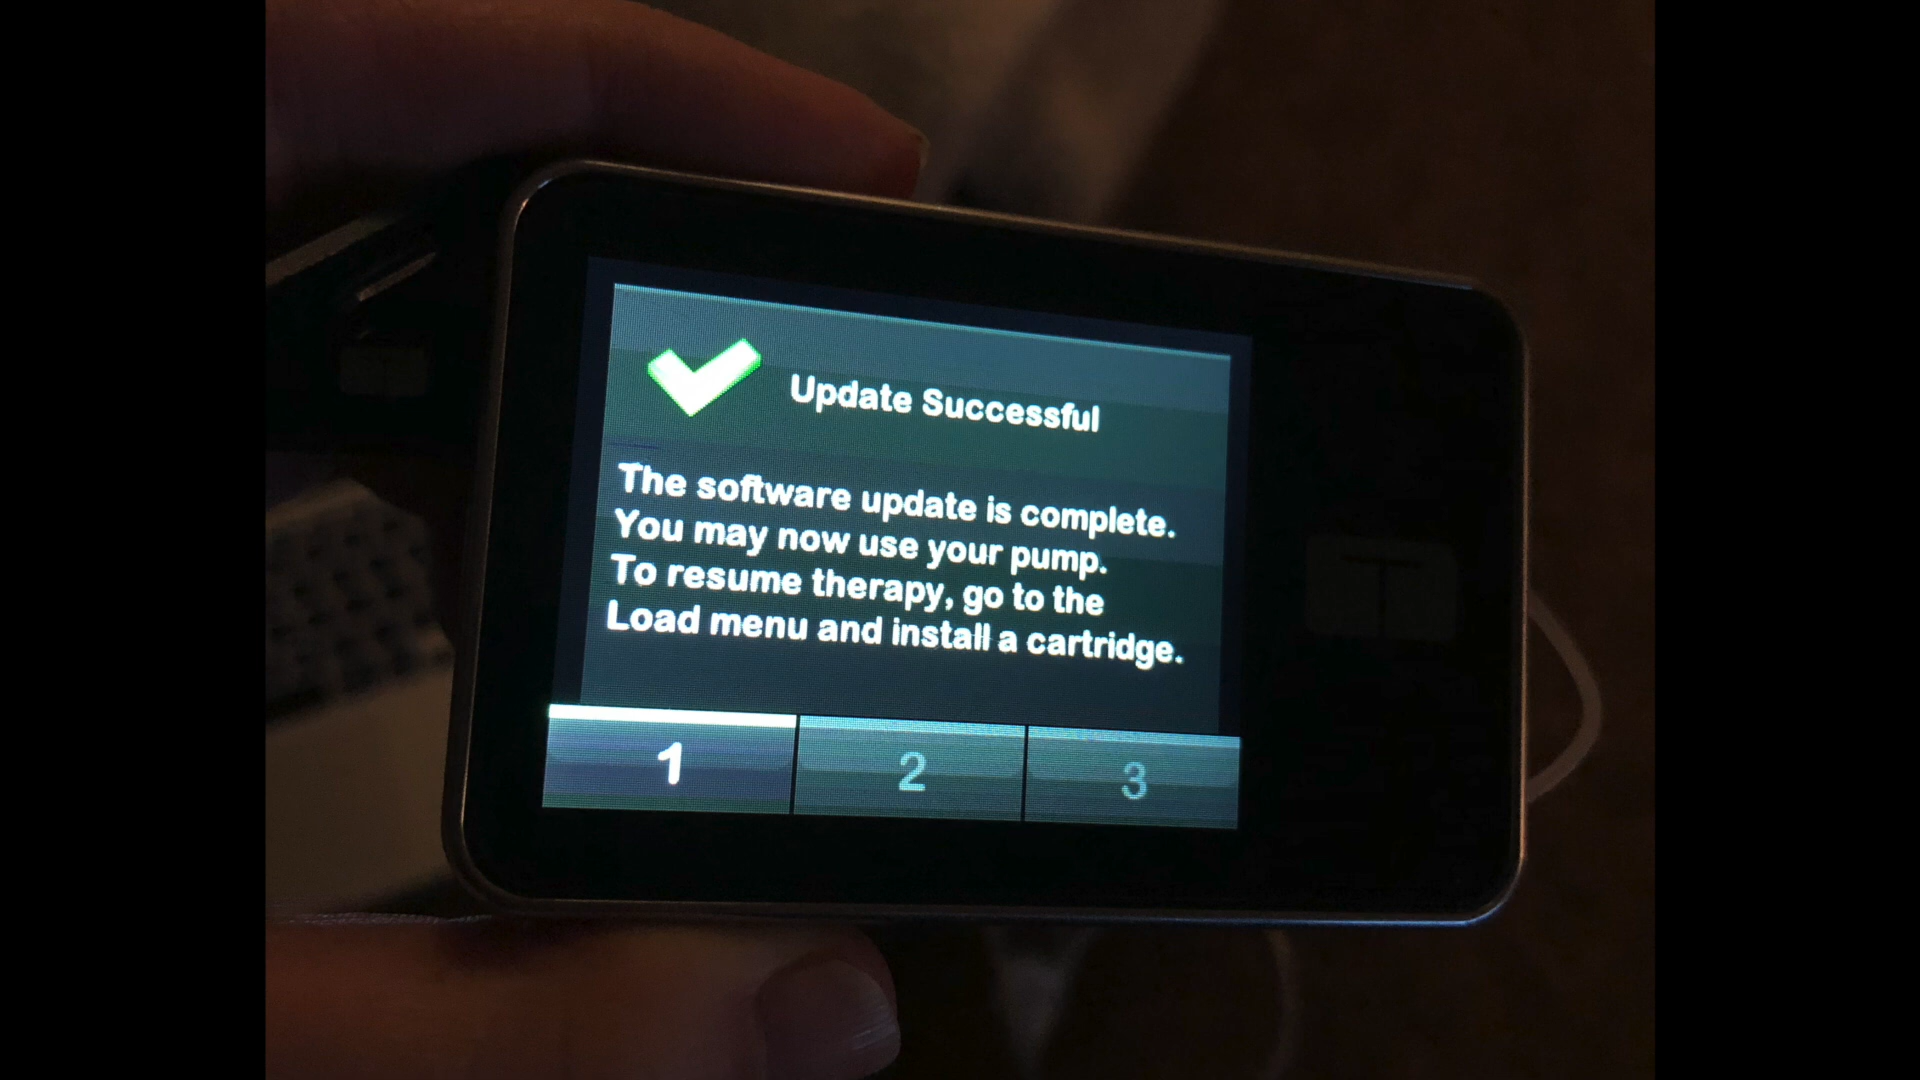 Update Successful
The software update is complete.
You may now use your pump.
To resume therapy, go to the
Load menu and install a cartridge.
1
2
3